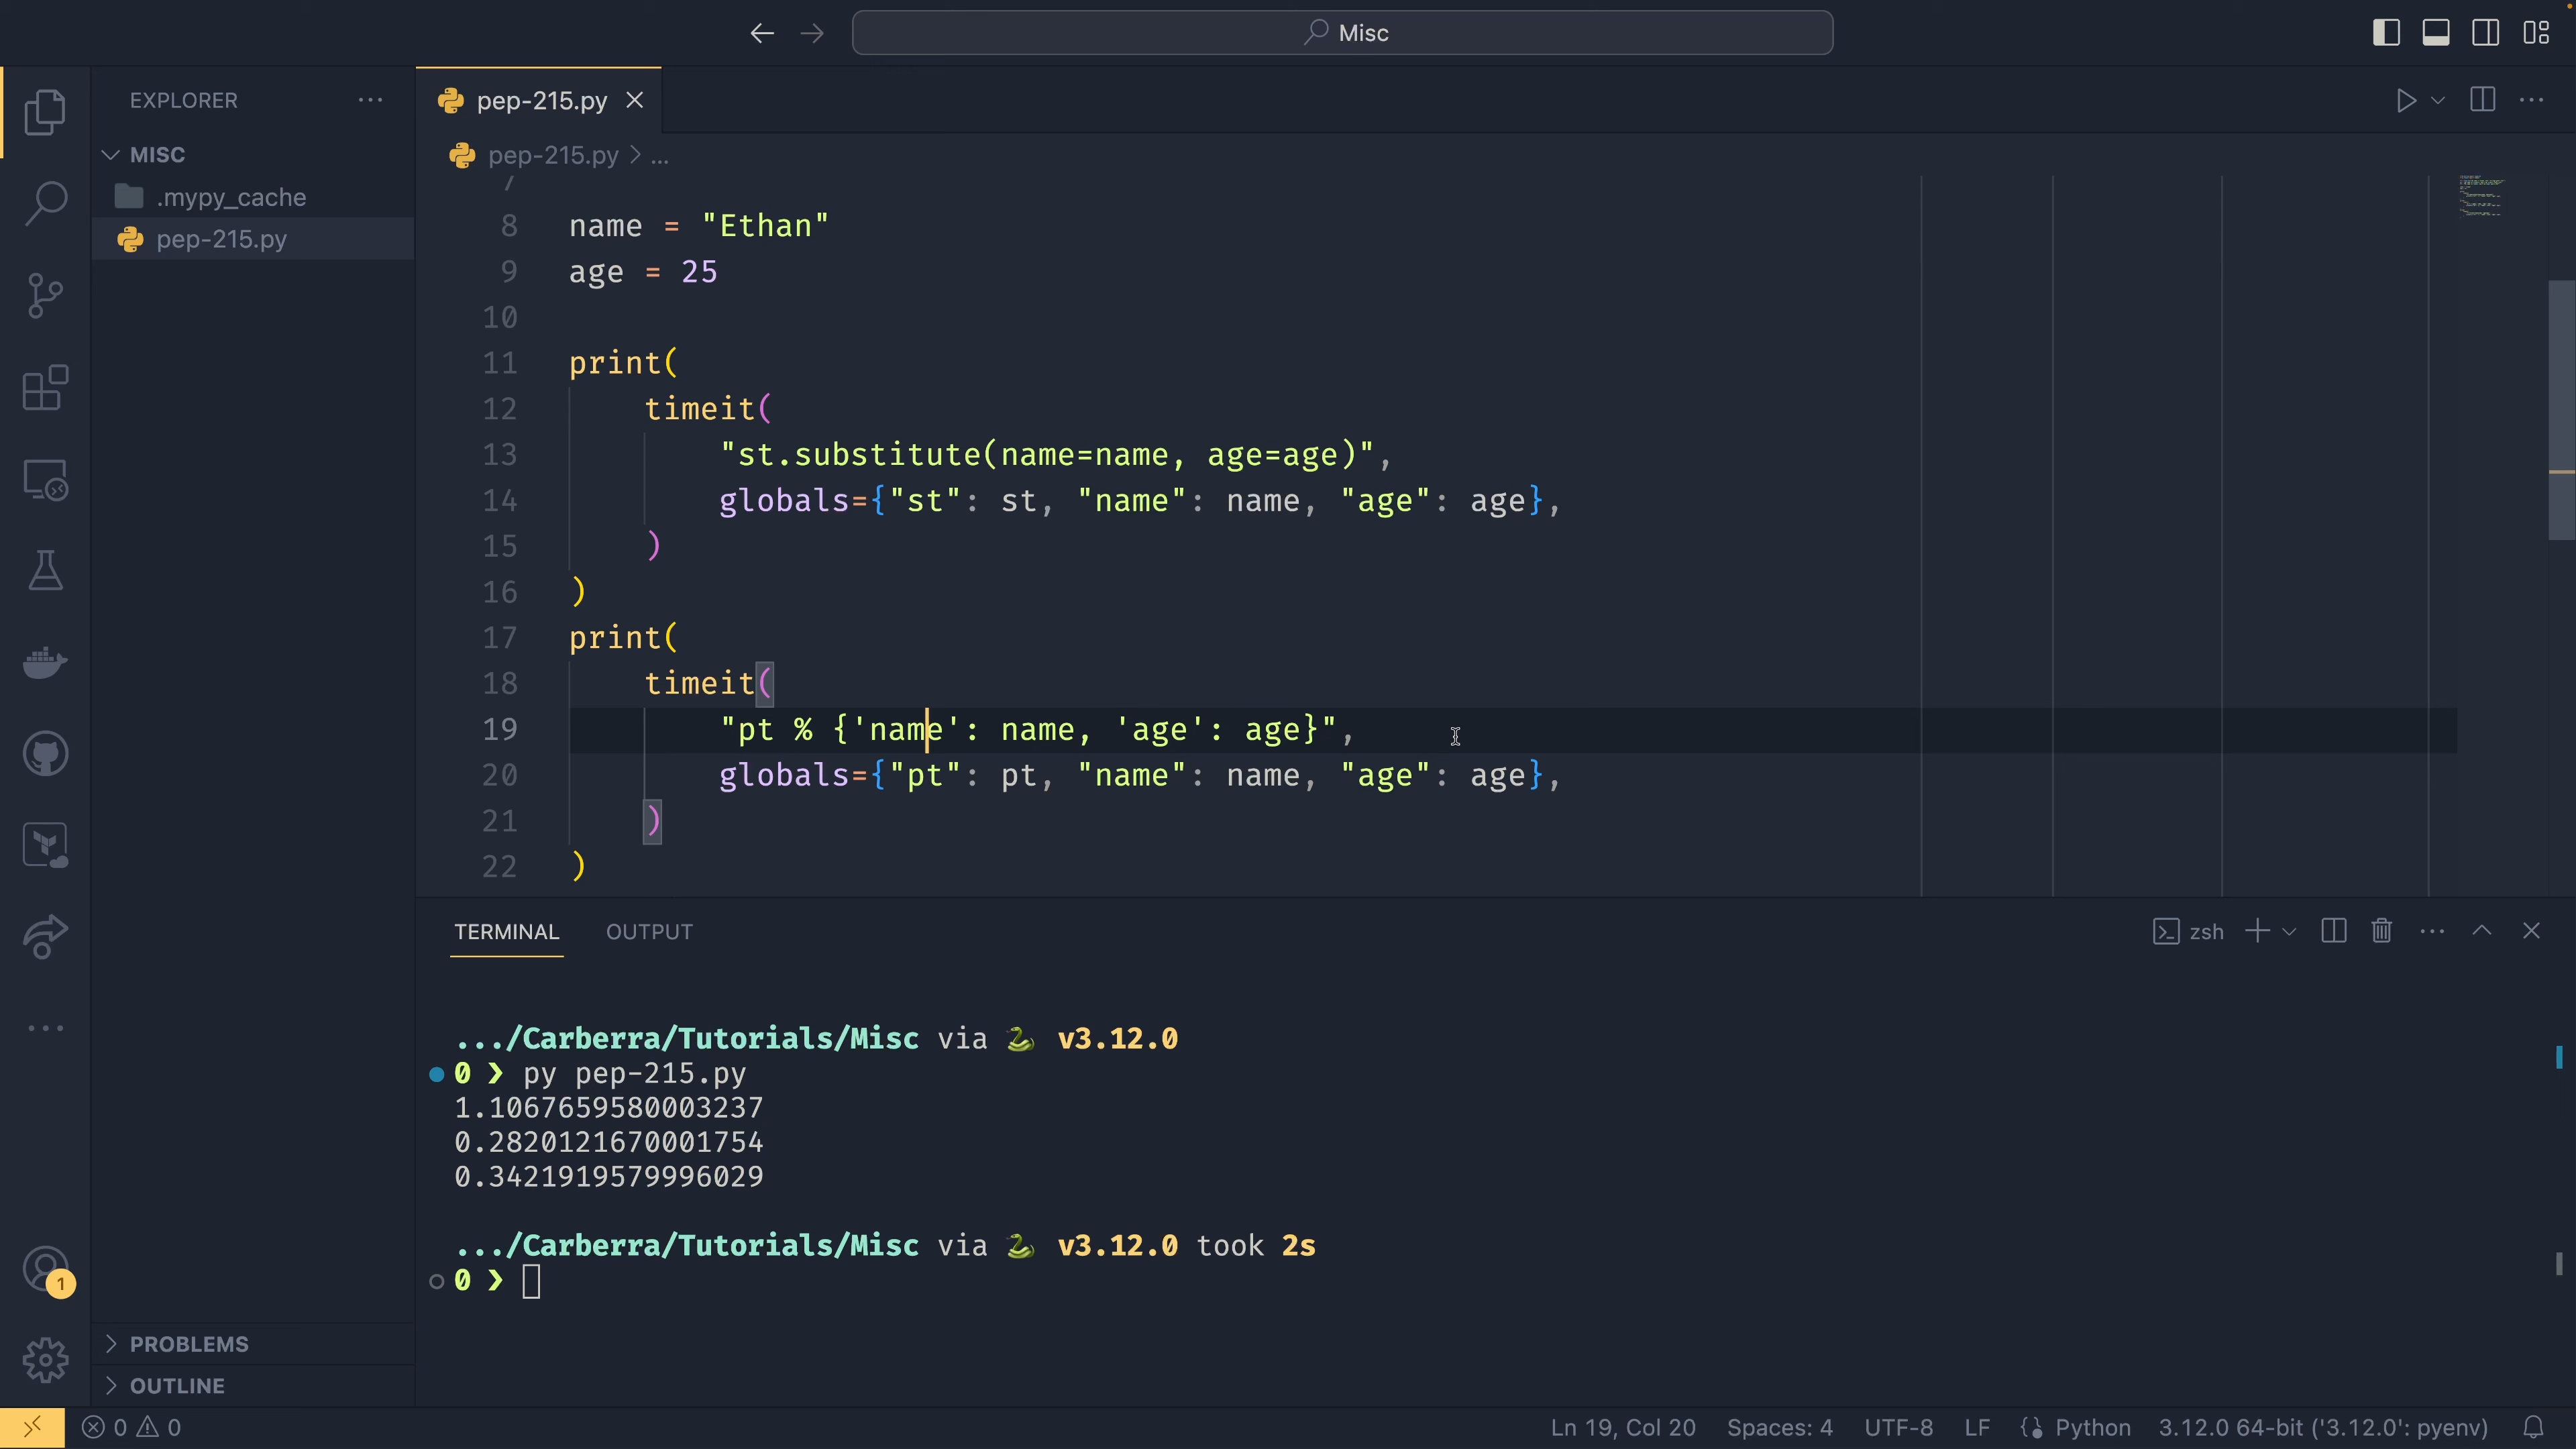 Misc
EXPLORER
MISC
.mypy_cache
pep-215.py
PROBLEMS
OUTLINE
pep-215.py
pep-215.py > ...
7
8 name = "Ethan"
9 age = 25
10
11 print(
12 timeit(
13 "st.substitute(name=name, age=age)",
14 globals={"st": st, "name": name, "age": age},
15 )
16 )
17 print(
18 timeit(
19 "pt % {'name': name, 'age': age}",
20 globals={"pt": pt, "name": name, "age": age},
21 )
22 )
TERMINAL OUTPUT
zsh
.../Carberra/Tutorials/Misc via 🐍 v3.12.0
0 ❯ py pep-215.py
1.1067659580003237
0.2820121670001754
0.3421919579996029
.../Carberra/Tutorials/Misc via 🐍 v3.12.0 took 2s
0 ❯
1
0 0
Ln 19, Col 20 Spaces: 4 UTF-8 LF Python 3.12.0 64-bit ('3.12.0': pyenv)